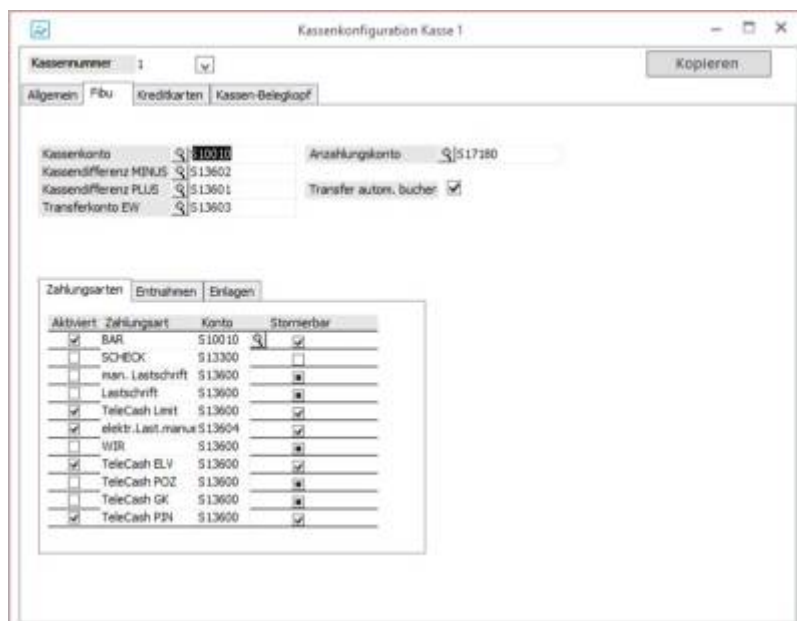 Kassenkonfiguration Kasse 1
Kassennummer 1 Kopieren
Allgemein Fibu Kreditkarten Kassen-Belegkopf
Kassenkonto S10010 Anzahlungskonto S17180
Kassendifferenz MINUS S13602
Kassendifferenz PLUS S13601 Transfer autom. bucher
Transferkonto EW S13603
Zahlungsarten Entnahmen Einlagen
Aktiviert Zahlungsart Konto Stornierbar
BAR S10010
SCHECK S13300
man. Lastschrift S13600
Lastschrift S13600
TeleCash Limit S13600
elektr.Last.manue S13604
WIR S13600
TeleCash ELV S13600
TeleCash POZ S13600
TeleCash GK S13600
TeleCash PIN S13600